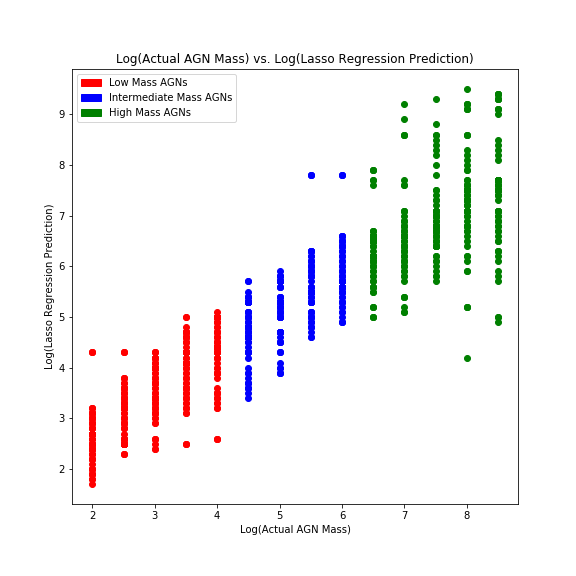 Log(Actual AGN Mass) vs. Log(Lasso Regression Prediction)
Low Mass AGNs
Intermediate Mass AGNs
High Mass AGNs
Log(Lasso Regression Prediction)
9
8
7
6
5
4
3
2
2 3 4 5 6 7 8
Log(Actual AGN Mass)